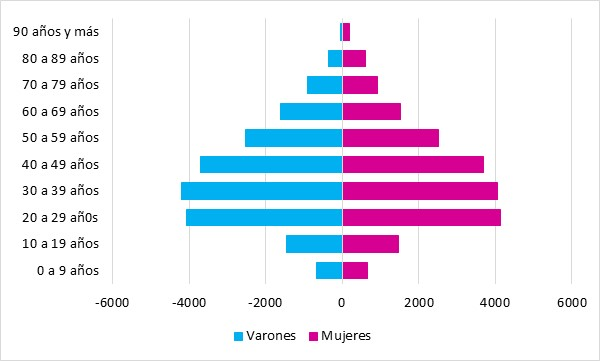 90 años y más
80 a 89 años
70 a 79 años
60 a 69 años
50 a 59 años
40 a 49 años
30 a 39 años
20 a 29 añ0s
10 a 19 años
0 a 9 años
-6000 -4000 -2000 0 2000 4000 6000
Varones Mujeres